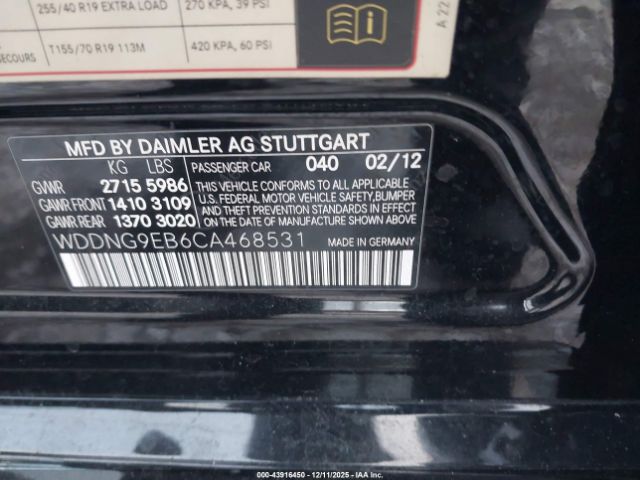 255/40 R19 EXTRA LOAD 270 KPA, 39 PSI
SECOURS T155/70 R19 113M 420 KPA, 60 PSI
A 22
MFD BY DAIMLER AG STUTTGART
KG LBS PASSENGER CAR 040 02/12
GVWR 2715 5986 THIS VEHICLE CONFORMS TO ALL APPLICABLE
GAWR FRONT 1410 3109 U.S. FEDERAL MOTOR VEHICLE SAFETY, BUMPER
GAWR REAR 1370 3020 AND THEFT PREVENTION STANDARDS IN EFFECT
ON THE DATE OF MANUFACTURE SHOWN ABOVE.
WDDNG9EB6CA468531 MADE IN GERMANY
000-43916450 - 12/11/2025 - IAA Inc.